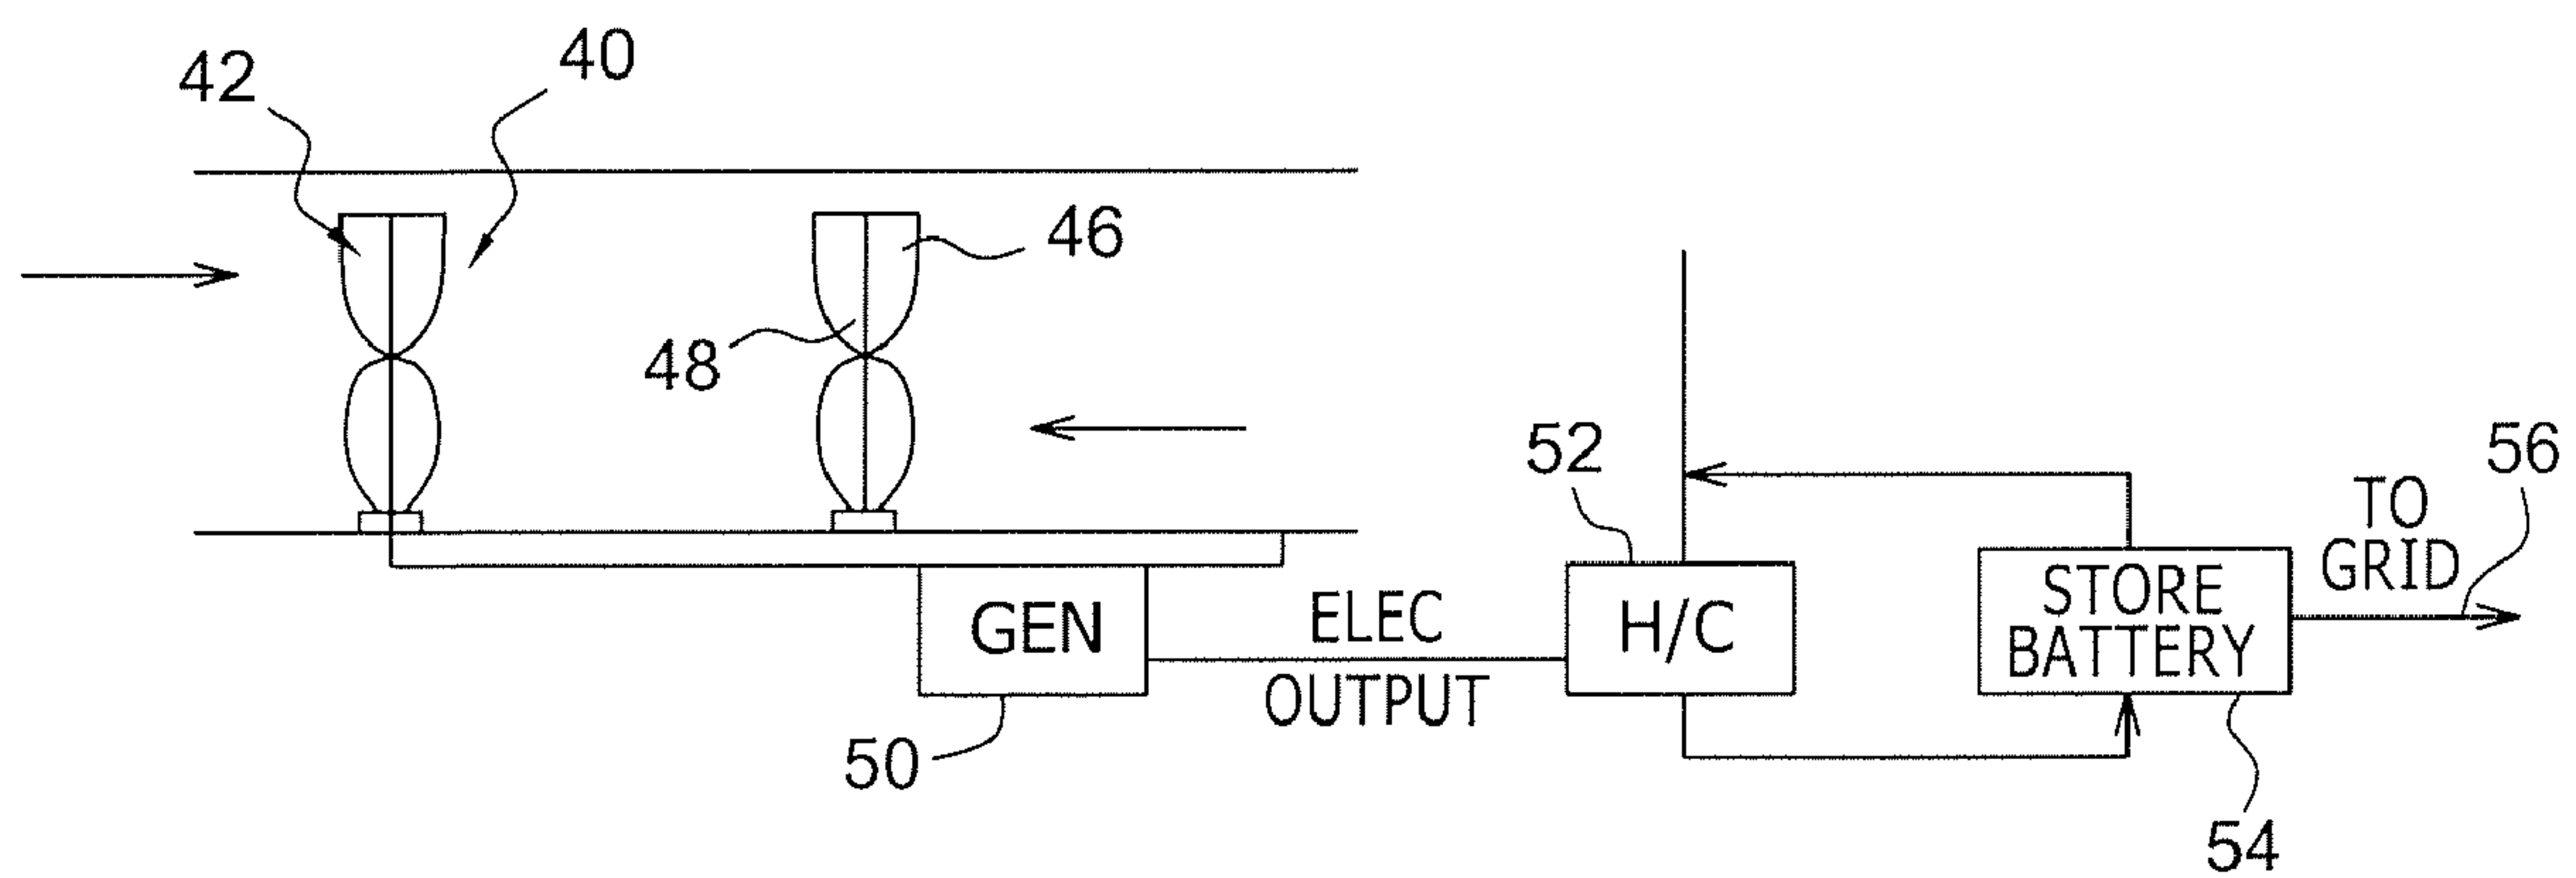 42
40
46
48
52
56
TO
GRID
STORE
BATTERY
GEN
ELEC
OUTPUT
H/C
50
54